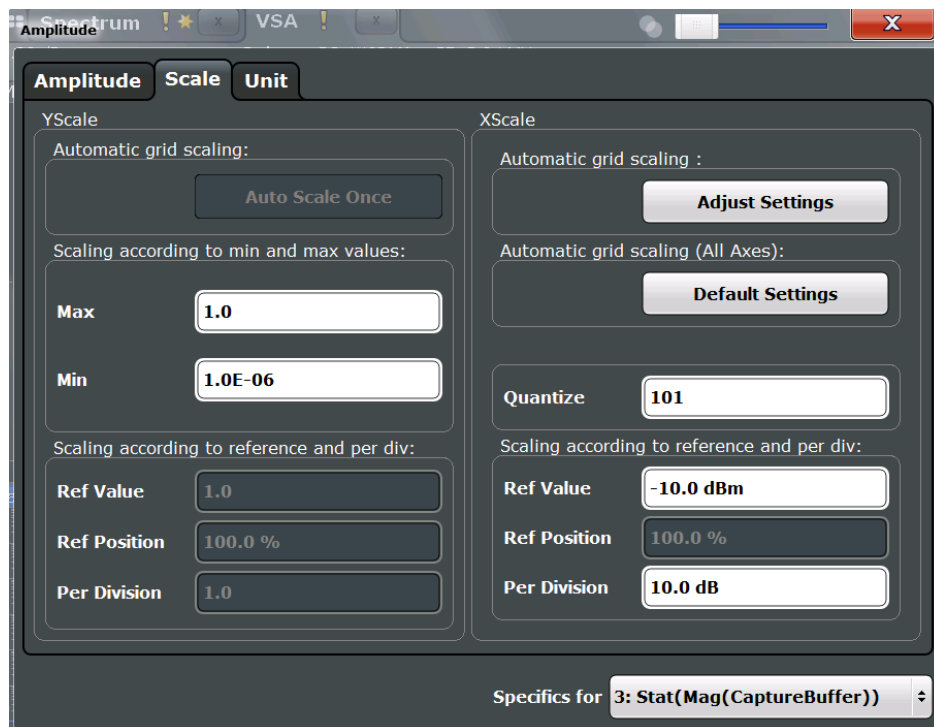 Spectrum ! x VSA ! x
Amplitude
X
Amplitude Scale Unit
YScale
Automatic grid scaling:
Auto Scale Once
Scaling according to min and max values:
Max 1.0
Min 1.0E-06
Scaling according to reference and per div:
Ref Value 1.0
Ref Position 100.0 %
Per Division 1.0
XScale
Automatic grid scaling :
Adjust Settings
Automatic grid scaling (All Axes):
Default Settings
Quantize 101
Scaling according to reference and per div:
Ref Value -10.0 dBm
Ref Position 100.0 %
Per Division 10.0 dB
Specifics for 3: Stat(Mag(CaptureBuffer))